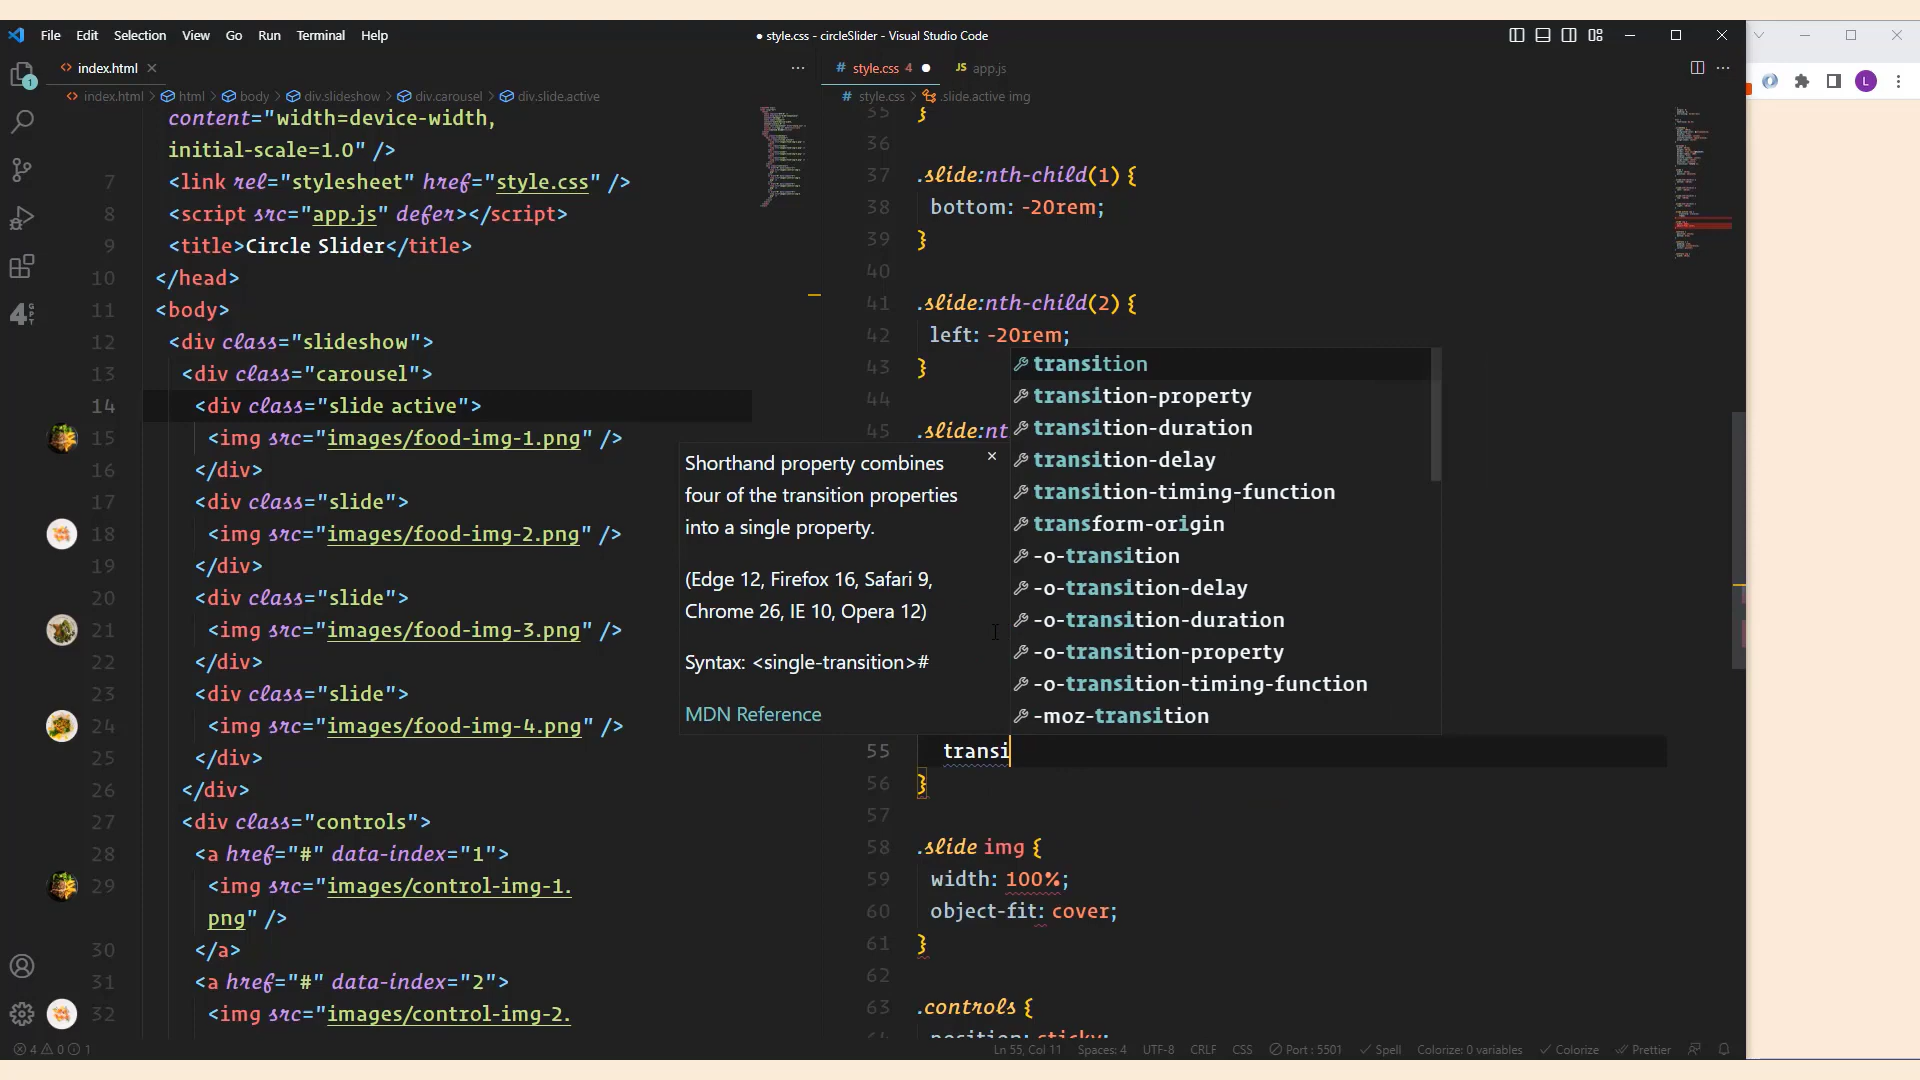 File Edit Selection View Go Run Terminal Help
● style.css - circleSlider - Visual Studio Code
<> index.html ×
···
# style.css 4 ●
JS app.js
···
<> index.html > html > body > div.slideshow > div.carousel > div.slide.active
# style.css > .slide.active img
L
1
content="width=device-width,
initial-scale=1.0" />
7 <link rel="stylesheet" href="style.css" />
8 <script src="app.js" defer></script>
9 <title>Circle Slider</title>
10 </head>
11 <body>
12 <div class="slideshow">
13 <div class="carousel">
14 <div class="slide active">
15 <img src="images/food-img-1.png" />
16 </div>
17 <div class="slide">
18 <img src="images/food-img-2.png" />
19 </div>
20 <div class="slide">
21 <img src="images/food-img-3.png" />
22 </div>
23 <div class="slide">
24 <img src="images/food-img-4.png" />
25 </div>
26 </div>
27 <div class="controls">
28 <a href="#" data-index="1">
29 <img src="images/control-img-1.
png" />
30 </a>
31 <a href="#" data-index="2">
32 <img src="images/control-img-2.
4 GPT
35 }
36
37 .slide:nth-child(1) {
38 bottom: -20rem;
39 }
40
41 .slide:nth-child(2) {
42 left: -20rem;
43 }
44
45 .slide:nt
transition
transition-property
transition-duration
transition-delay
transition-timing-function
transform-origin
-o-transition
-o-transition-delay
-o-transition-duration
-o-transition-property
-o-transition-timing-function
-moz-transition
Shorthand property combines ×
four of the transition properties
into a single property.
(Edge 12, Firefox 16, Safari 9,
Chrome 26, IE 10, Opera 12)
Syntax: <single-transition>#
MDN Reference
55 transi
56 }
57
58 .slide img {
59 width: 100%;
60 object-fit: cover;
61 }
62
63 .controls {
64 position: sticky;
4 0 1
Ln 55, Col 11 Spaces: 4 UTF-8 CRLF CSS Port : 5501 Spell Colorize: 0 variables Colorize Prettier